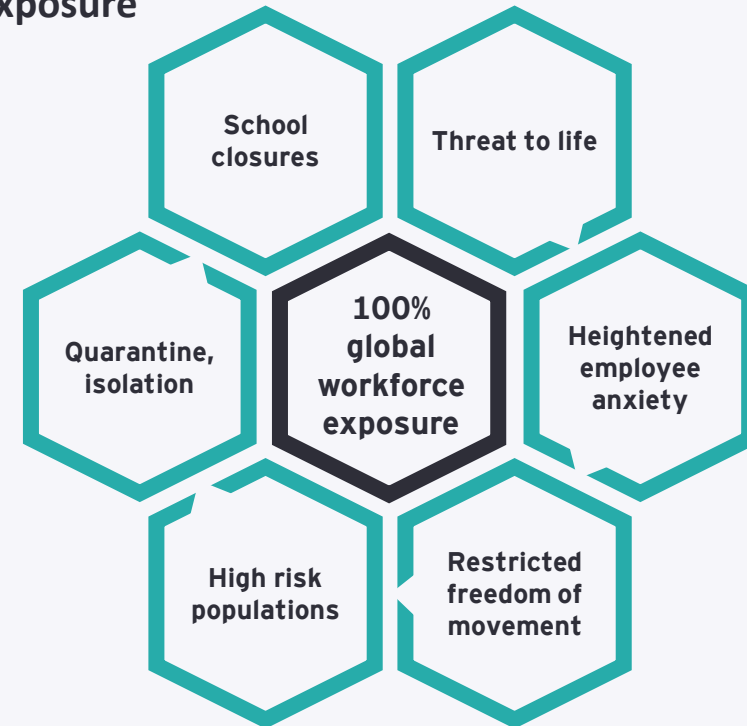 exposure
School
closures
Threat to life
Quarantine,
isolation
100%
global
workforce
exposure
Heightened
employee
anxiety
High risk
populations
Restricted
freedom of
movement